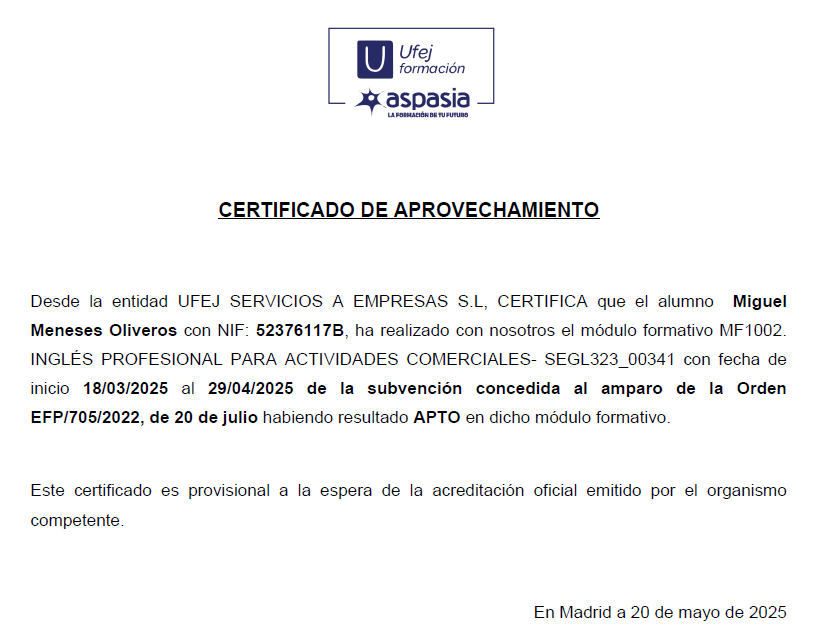 Ufej
formación
aspasia
LA FORMACIÓN DE TU FUTURO
CERTIFICADO DE APROVECHAMIENTO
Desde la entidad UFEJ SERVICIOS A EMPRESAS S.L, CERTIFICA que el alumno Miguel
Meneses Oliveros con NIF: 52376117B, ha realizado con nosotros el módulo formativo MF1002.
INGLÉS PROFESIONAL PARA ACTIVIDADES COMERCIALES- SEGL323_00341 con fecha de
inicio 18/03/2025 al 29/04/2025 de la subvención concedida al amparo de la Orden
EFP/705/2022, de 20 de julio habiendo resultado APTO en dicho módulo formativo.
Este certificado es provisional a la espera de la acreditación oficial emitido por el organismo
competente.
En Madrid a 20 de mayo de 2025